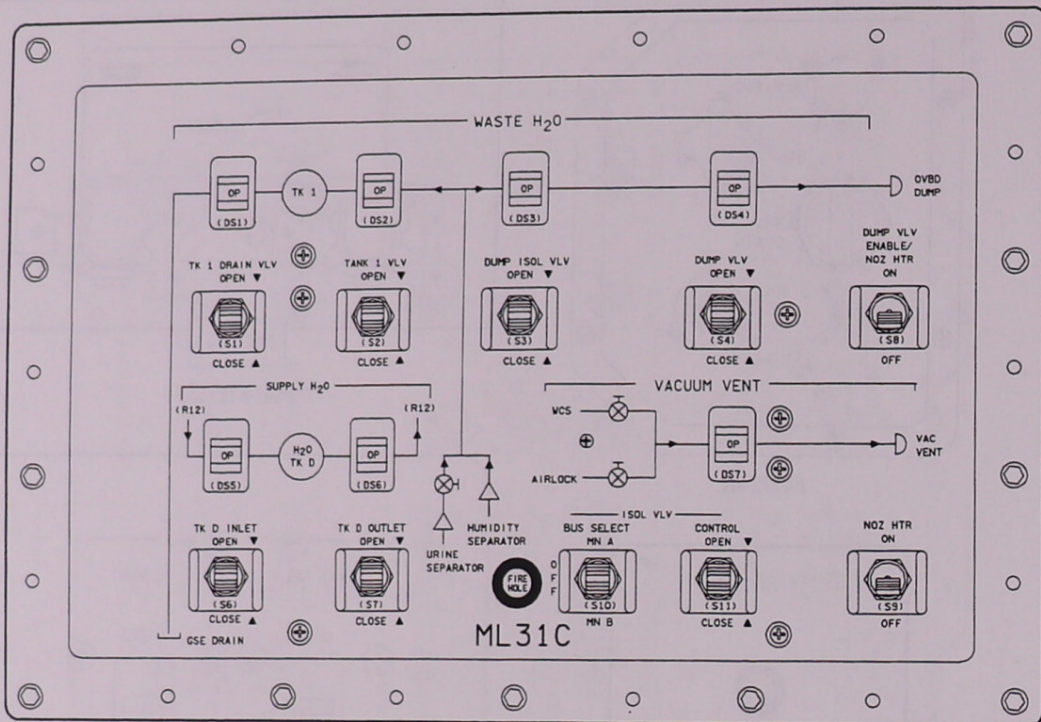 WASTE H2O
OP
(DS1)
TK 1
OP
(DS2)
OP
(DS3)
OP
(DS4)
OVBD
DUMP
TK 1 DRAIN VLV
OPEN ▼
(S1)
CLOSE ▲
TANK 1 VLV
OPEN ▼
(S2)
CLOSE ▲
DUMP ISOL VLV
OPEN ▼
(S3)
CLOSE ▲
DUMP VLV
OPEN ▼
(S4)
CLOSE ▲
DUMP VLV
ENABLE/
NOZ HTR
ON
(S8)
OFF
SUPPLY H2O
(R12)
(R12)
OP
(DS5)
H2O
TK D
OP
(DS6)
URINE
SEPARATOR
HUMIDITY
SEPARATOR
VACUUM VENT
WCS
AIRLOCK
OP
(DS7)
VAC
VENT
TK D INLET
OPEN ▼
(S6)
CLOSE ▲
TK D OUTLET
OPEN ▼
(S7)
CLOSE ▲
FIRE
HOLE
ISOL VLV
BUS SELECT
MN A
OFF
(S10)
MN B
CONTROL
OPEN ▼
(S11)
CLOSE ▲
NOZ HTR
ON
(S9)
OFF
GSE DRAIN
ML31C